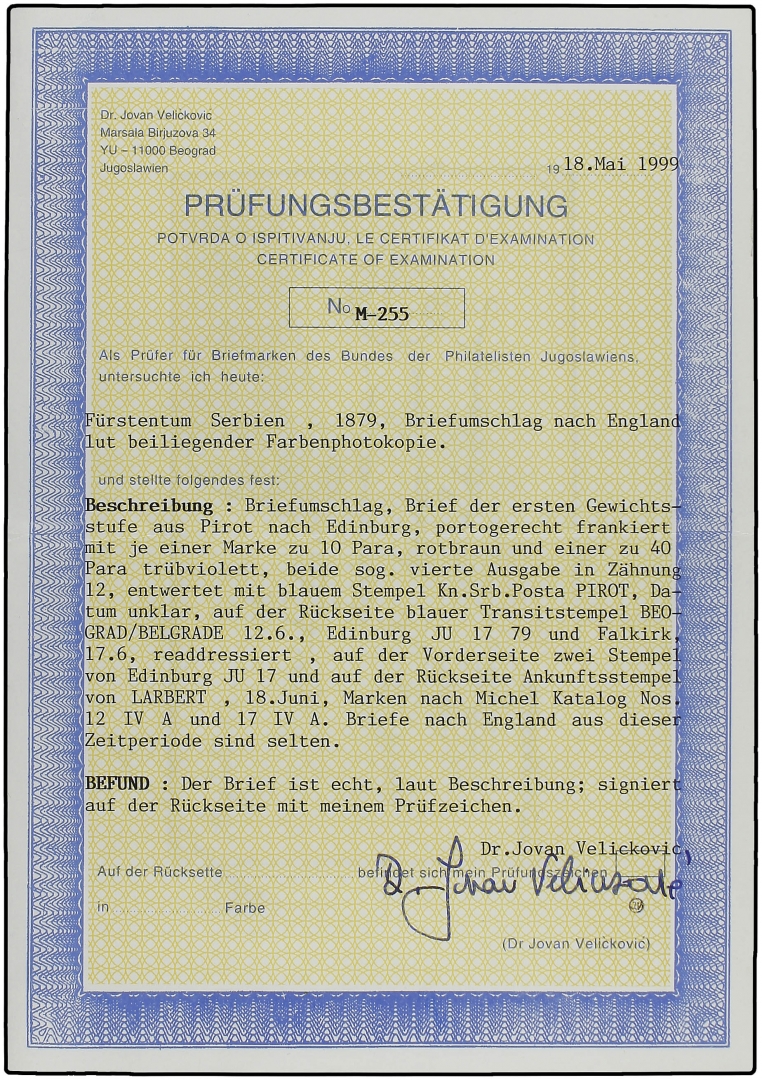 Dr. Jovan Veličković
Marsala Birjuzova 34
YU – 11000 Beograd
Jugoslawien
19 18.Mai 1999
PRÜFUNGSBESTÄTIGUNG
POTVRDA O ISPITIVANJU, LE CERTIFIKAT D'EXAMINATION
CERTIFICATE OF EXAMINATION
No M-255
Als Prüfer für Briefmarken des Bundes der Philatelisten Jugoslawiens,
untersuchte ich heute:
Fürstentum Serbien , 1879, Briefumschlag nach England
lut beiliegender Farbenphotokopie.
und stellte folgendes fest:
Beschreibung : Briefumschlag, Brief der ersten Gewichts-
stufe aus Pirot nach Edinburg, portogerecht frankiert
mit je einer Marke zu 10 Para, rotbraun und einer zu 40
Para trübviolett, beide sog. vierte Ausgabe in Zähnung
12, entwertet mit blauem Stempel Kn.Srb.Posta PIROT, Da-
tum unklar, auf der Rückseite blauer Transitstempel BEO-
GRAD/BELGRADE 12.6., Edinburg JU 17 79 und Falkirk,
17.6, readdressiert , auf der Vorderseite zwei Stempel
von Edinburg JU 17 und auf der Rückseite Ankunftsstempel
von LARBERT , 18.Juni, Marken nach Michel Katalog Nos.
12 IV A und 17 IV A. Briefe nach England aus dieser
Zeitperiode sind selten.
BEFUND : Der Brief ist echt, laut Beschreibung; signiert
auf der Rückseite mit meinem Prüfzeichen.
Dr.Jovan Velickovic,
Auf der Rücksette befindet sich mein Prüfungszeichen
Dr Jovan Veličković
in Farbe
(Dr Jovan Veličković)